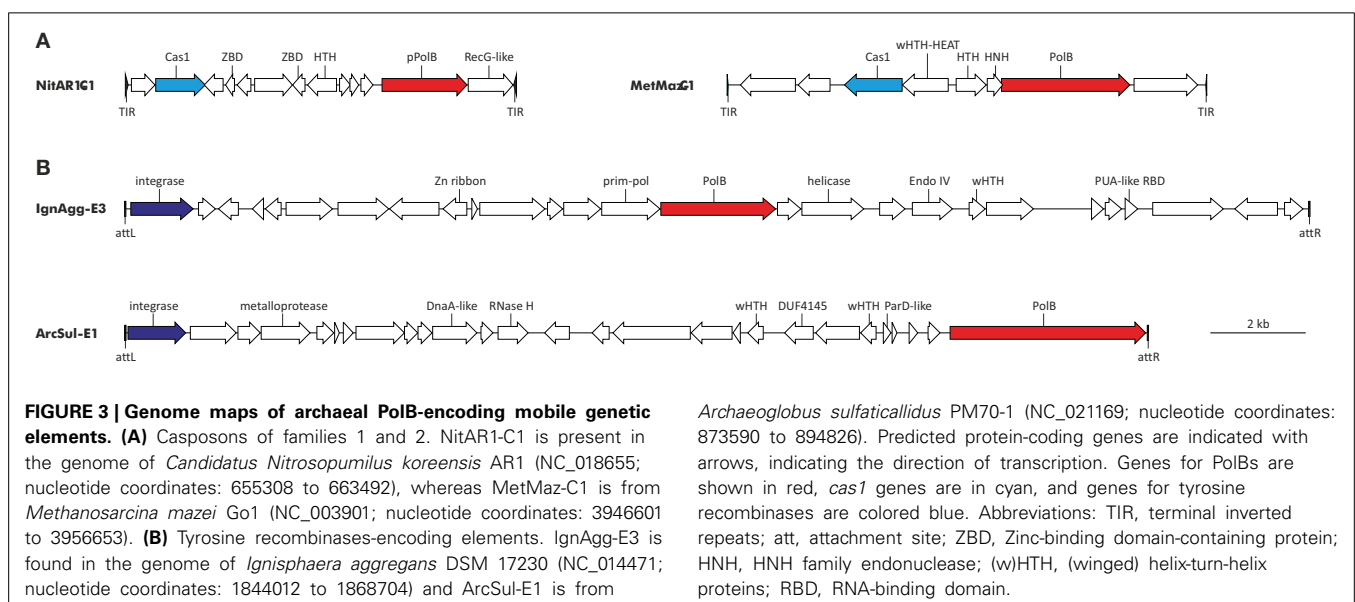 A
Cas1 ZBD ZBD HTH pPolB RecG-like
NitAR1C1
TIR TIR
wHTH-HEAT
Cas1 HTH HNH PolB
MetMazC1
TIR TIR
B
integrase Zn ribbon prim-pol PolB helicase Endo IV wHTH PUA-like RBD
IgnAgg-E3
attL attR
integrase metalloprotease DnaA-like RNase H wHTH DUF4145 wHTH ParD-like PolB
ArcSul-E1
attL attR
2 kb
FIGURE 3 | Genome maps of archaeal PolB-encoding mobile genetic
elements. (A) Casposons of families 1 and 2. NitAR1-C1 is present in
the genome of Candidatus Nitrosopumilus koreensis AR1 (NC_018655;
nucleotide coordinates: 655308 to 663492), whereas MetMaz-C1 is from
Methanosarcina mazei Go1 (NC_003901; nucleotide coordinates: 3946601
to 3956653). (B) Tyrosine recombinases-encoding elements. IgnAgg-E3 is
found in the genome of Ignisphaera aggregans DSM 17230 (NC_014471;
nucleotide coordinates: 1844012 to 1868704) and ArcSul-E1 is from
Archaeoglobus sulfaticallidus PM70-1 (NC_021169; nucleotide coordinates:
873590 to 894826). Predicted protein-coding genes are indicated with
arrows, indicating the direction of transcription. Genes for PolBs are
shown in red, cas1 genes are in cyan, and genes for tyrosine
recombinases are colored blue. Abbreviations: TIR, terminal inverted
repeats; att, attachment site; ZBD, Zinc-binding domain-containing protein;
HNH, HNH family endonuclease; (w)HTH, (winged) helix-turn-helix
proteins; RBD, RNA-binding domain.